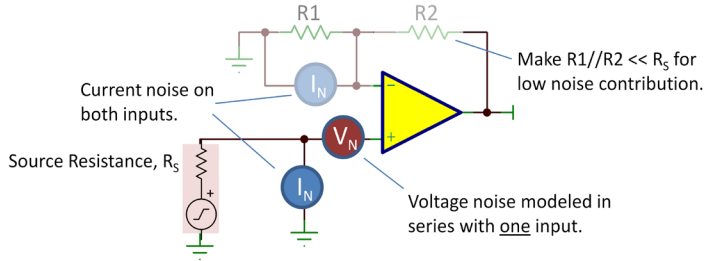 R1
R2
Make R1//R2 << RS for
low noise contribution.
Current noise on
both inputs.
IN
−
VN
+
Source Resistance, RS
+
IN
Voltage noise modeled in
series with one input.